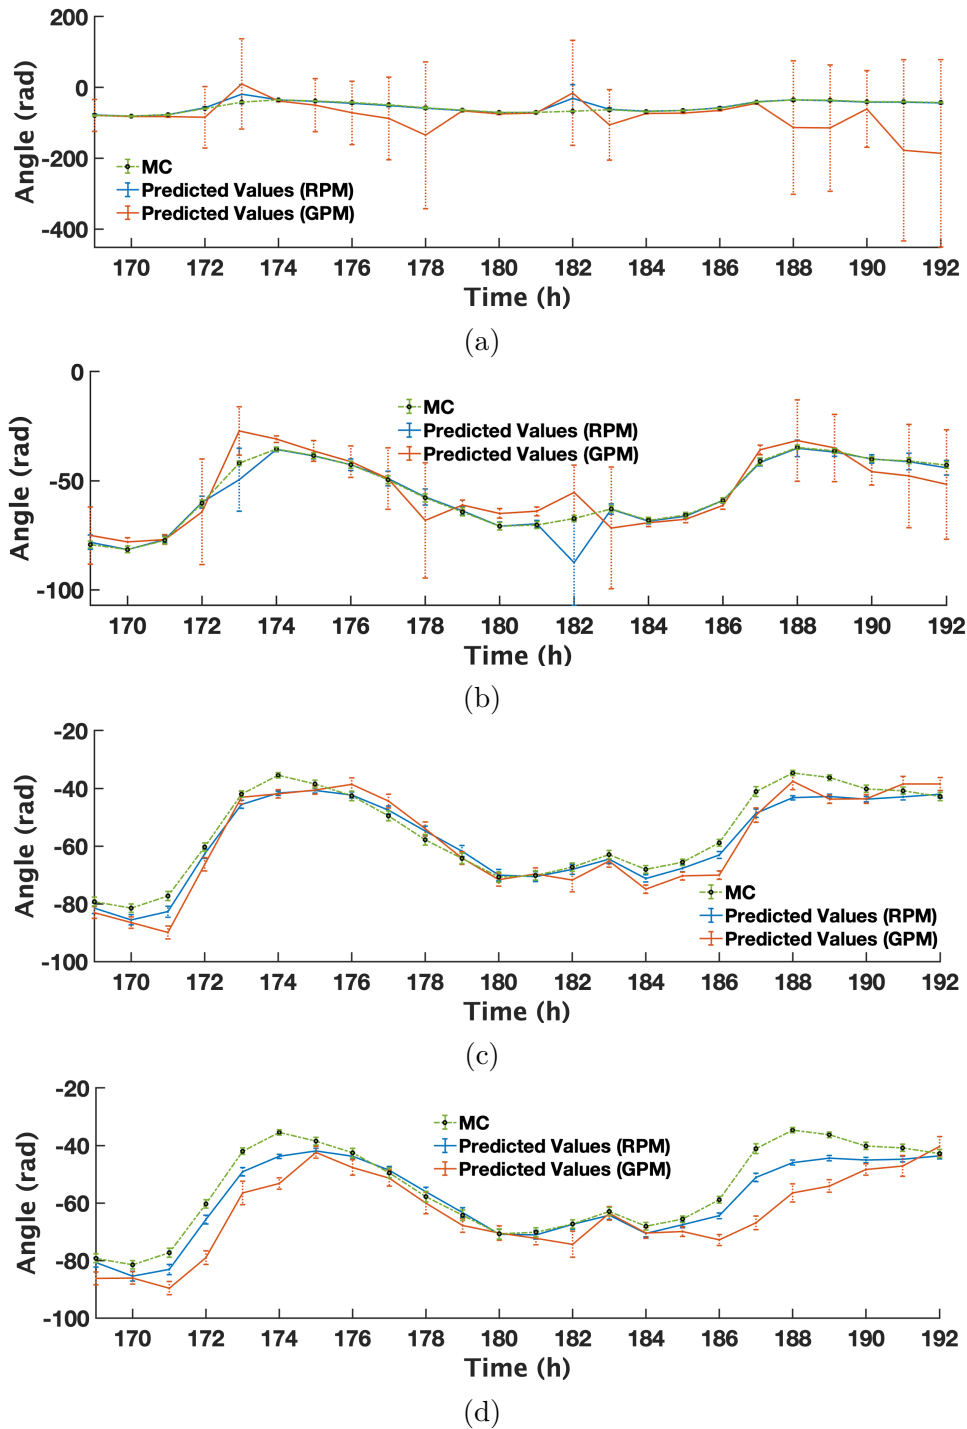 200
0
-200
-400
Angle (rad)
MC
Predicted Values (RPM)
Predicted Values (GPM)
170 172 174 176 178 180 182 184 186 188 190 192
Time (h)
(a)
0
-50
-100
Angle (rad)
MC
Predicted Values (RPM)
Predicted Values (GPM)
170 172 174 176 178 180 182 184 186 188 190 192
Time (h)
(b)
-20
-40
-60
-80
-100
Angle (rad)
MC
Predicted Values (RPM)
Predicted Values (GPM)
170 172 174 176 178 180 182 184 186 188 190 192
Time (h)
(c)
-20
-40
-60
-80
-100
Angle (rad)
MC
Predicted Values (RPM)
Predicted Values (GPM)
170 172 174 176 178 180 182 184 186 188 190 192
Time (h)
(d)